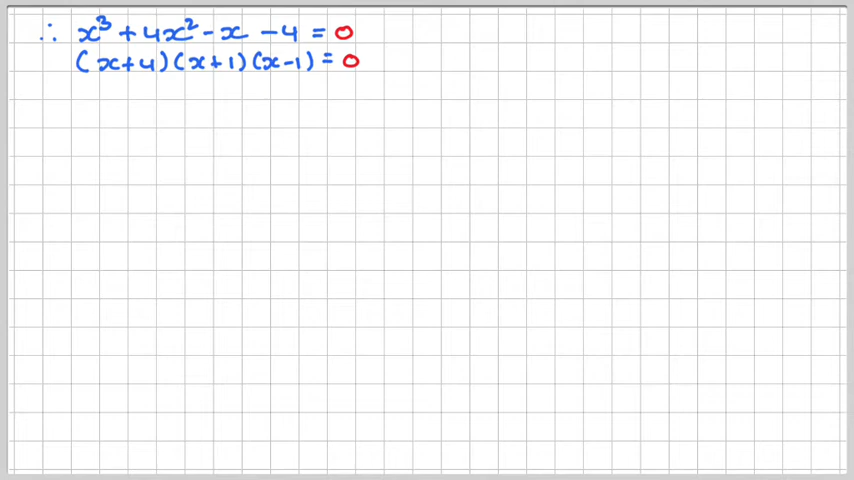 ∴ x³ + 4x² - x - 4 = 0
(x+4)(x+1)(x-1) = 0